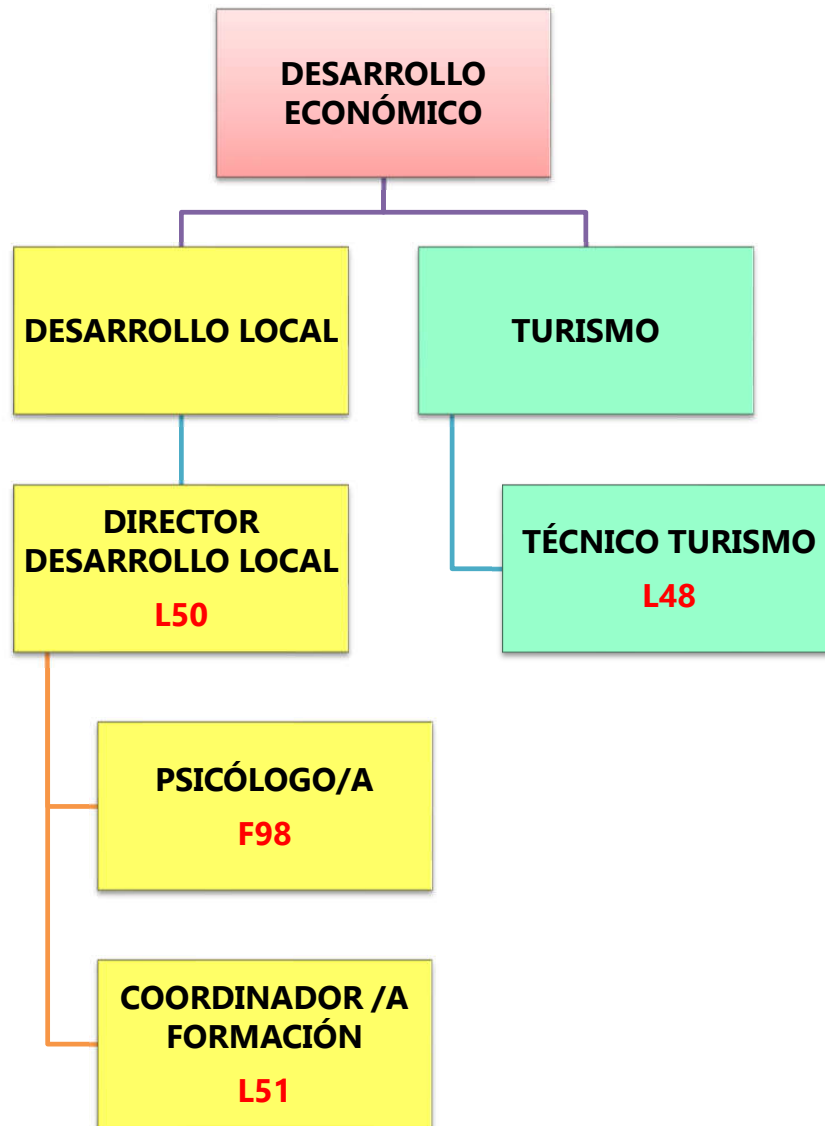 DESARROLLO
ECONÓMICO
DESARROLLO LOCAL
TURISMO
DIRECTOR
DESARROLLO LOCAL
L50
TÉCNICO TURISMO
L48
PSICÓLOGO/A
F98
COORDINADOR /A
FORMACIÓN
L51